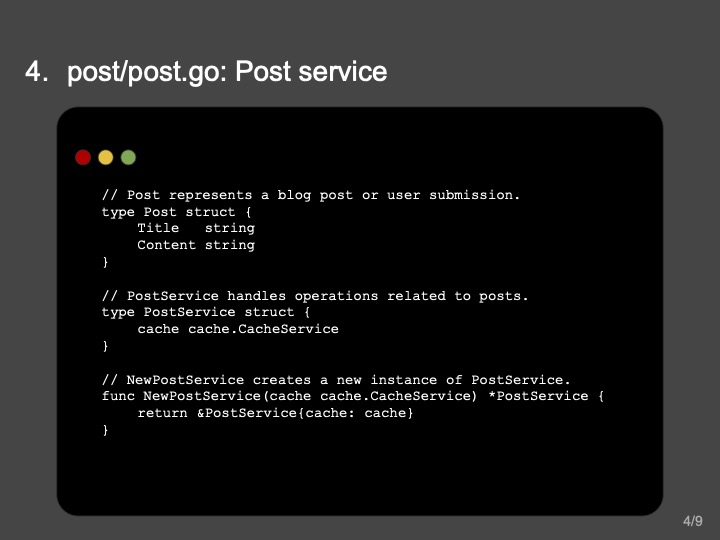 4. post/post.go: Post service
// Post represents a blog post or user submission.
type Post struct {
    Title   string
    Content string
}

// PostService handles operations related to posts.
type PostService struct {
    cache cache.CacheService
}

// NewPostService creates a new instance of PostService.
func NewPostService(cache cache.CacheService) *PostService {
    return &PostService{cache: cache}
}
4/9